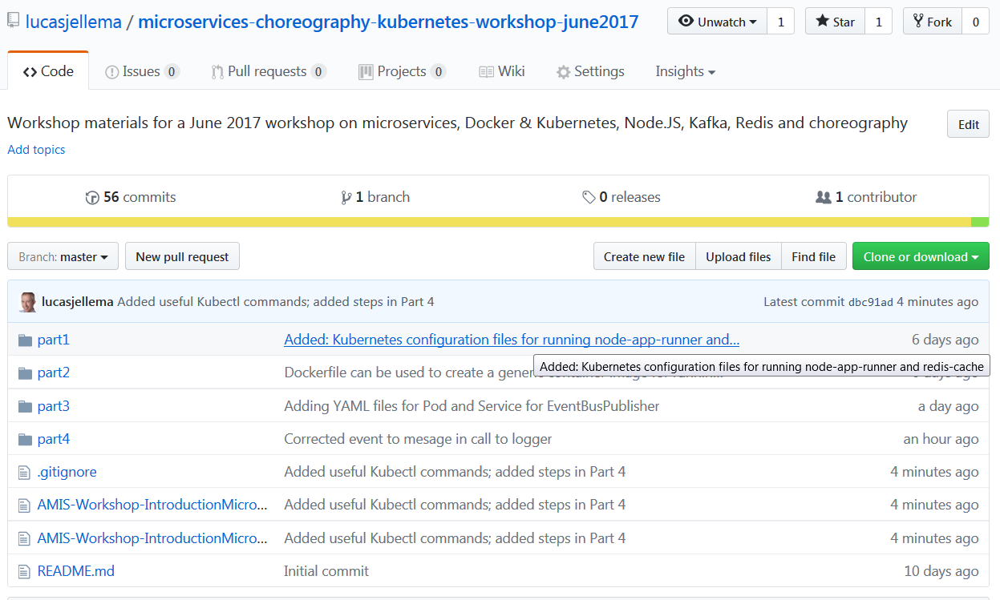 lucasjellema / microservices-choreography-kubernetes-workshop-june2017 Unwatch 1 Star 1 Fork 0
Code Issues 0 Pull requests 0 Projects 0 Wiki Settings Insights
Workshop materials for a June 2017 workshop on microservices, Docker & Kubernetes, Node.JS, Kafka, Redis and choreography Edit
Add topics
56 commits 1 branch 0 releases 1 contributor
Branch: master New pull request Create new file Upload files Find file Clone or download
lucasjellema Added useful Kubectl commands; added steps in Part 4 Latest commit dbc91ad 4 minutes ago
part1 Added: Kubernetes configuration files for running node-app-runner and... 6 days ago
Added: Kubernetes configuration files for running node-app-runner and redis-cache
part2 Dockerfile can be used to create a days ago
part3 Adding YAML files for Pod and Service for EventBusPublisher a day ago
part4 Corrected event to mesage in call to logger an hour ago
.gitignore Added useful Kubectl commands; added steps in Part 4 4 minutes ago
AMIS-Workshop-IntroductionMicro... Added useful Kubectl commands; added steps in Part 4 4 minutes ago
AMIS-Workshop-IntroductionMicro... Added useful Kubectl commands; added steps in Part 4 4 minutes ago
README.md Initial commit 10 days ago